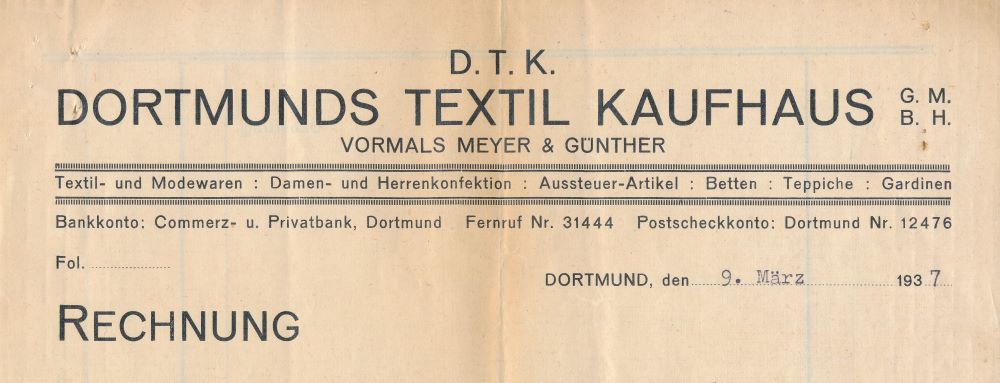 D. T. K.
DORTMUNDS TEXTIL KAUFHAUS G. M. B. H.
VORMALS MEYER & GÜNTHER
Textil- und Modewaren : Damen- und Herrenkonfektion : Aussteuer-Artikel : Betten : Teppiche : Gardinen
Bankkonto: Commerz- u. Privatbank, Dortmund Fernruf Nr. 31444 Postscheckkonto: Dortmund Nr. 12476
Fol.
DORTMUND, den 9. März 1937
RECHNUNG